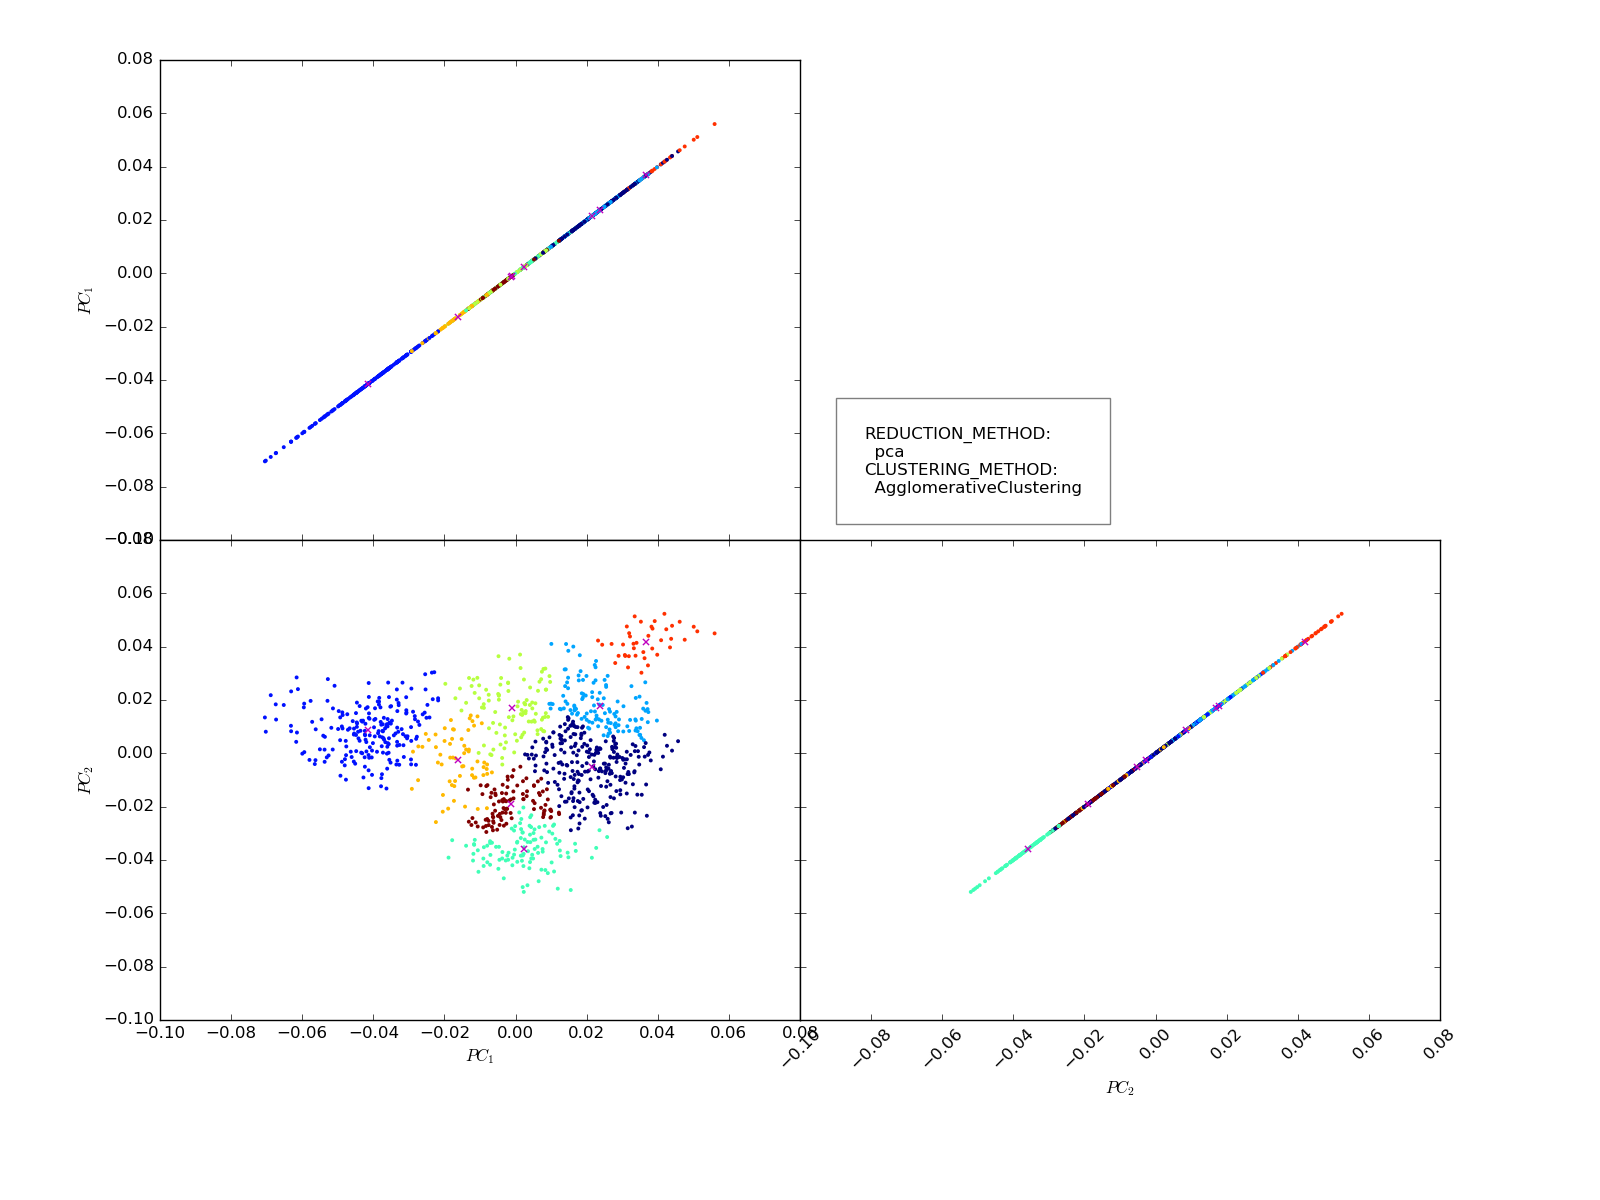 0.08
0.06
0.04
0.02
0.00
−0.02
−0.04
−0.06
−0.08
PC₁
REDUCTION_METHOD:
pca
CLUSTERING_METHOD:
AgglomerativeClustering
0.06
0.04
0.02
0.00
−0.02
−0.04
−0.06
−0.08
−0.10
PC₂
−0.10 −0.08 −0.06 −0.04 −0.02 0.00 0.02 0.04 0.06
PC₁
−0.10 −0.08 −0.06 −0.04 −0.02 0.00 0.02 0.04 0.06 0.08
PC₂